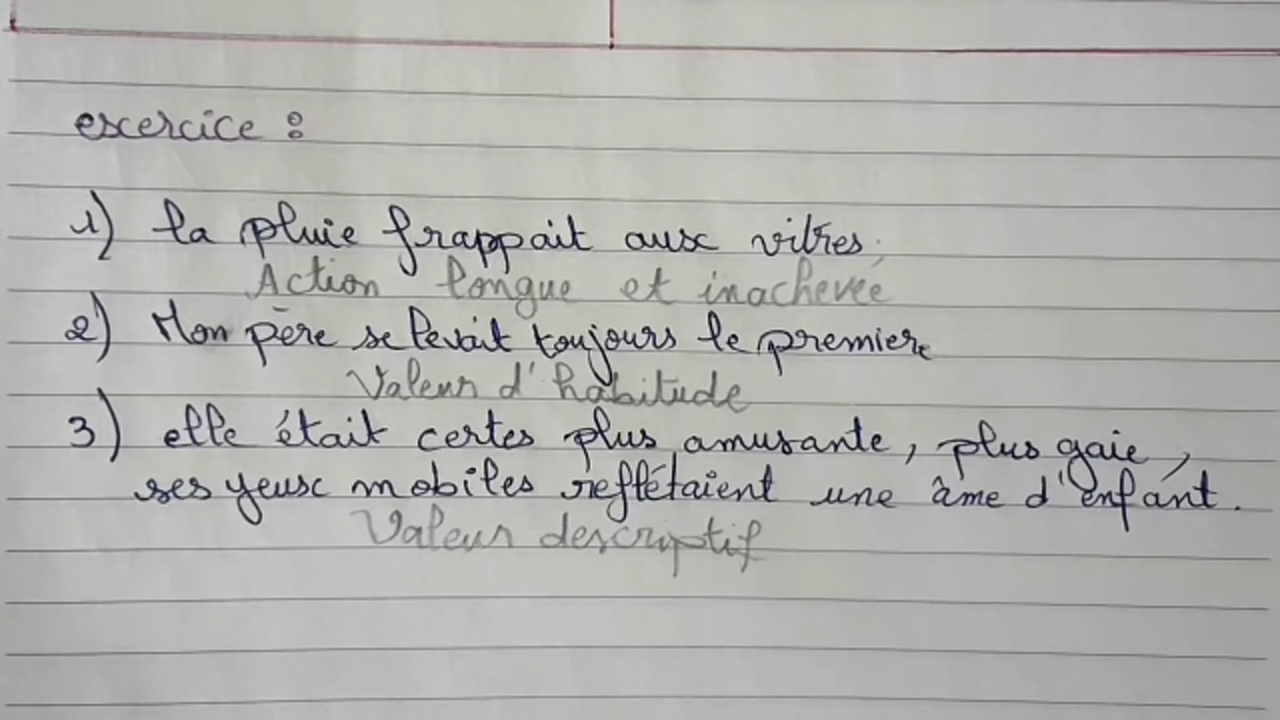 exercice :
1) la pluie frappait aux vitres.
Action longue et inachevée
2) Mon père se levait toujours le premier
Valeur d'habitude
3) elle était certes plus amusante, plus gaie,
ses yeux mobiles reflétaient une âme d'enfant.
Valeur descriptif